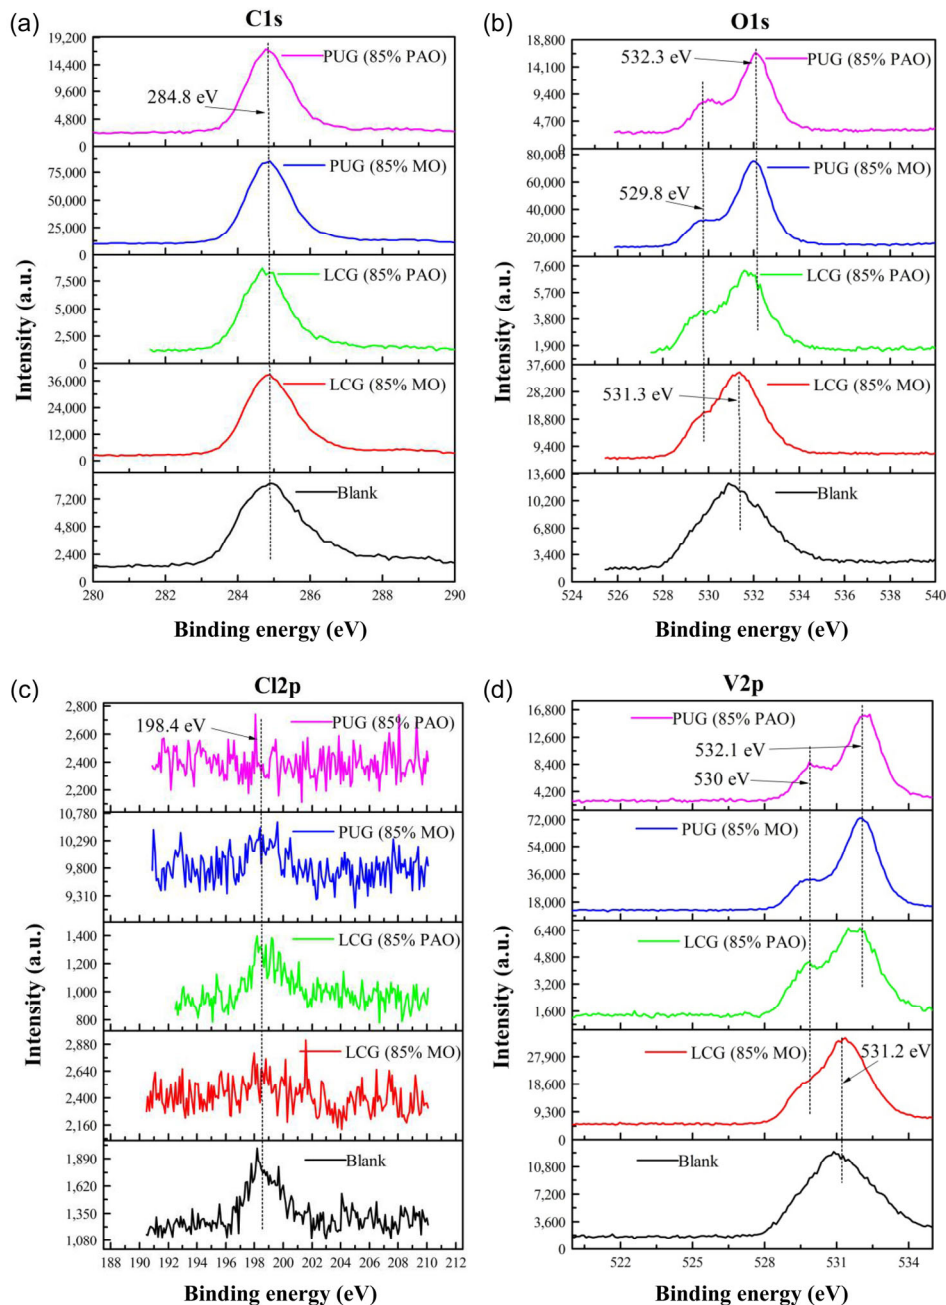 (a)
C1s
19,200
14,400
9,600
4,800
0
PUG (85% PAO)
284.8 eV
75,000
50,000
25,000
PUG (85% MO)
7,500
5,000
2,500
0
LCG (85% PAO)
36,000
24,000
12,000
0
LCG (85% MO)
7,200
4,800
2,400
0
Blank
280 282 284 286 288 290
Binding energy (eV)
Intensity (a.u.)
(b)
O1s
18,800
14,100
9,400
4,700
0
532.3 eV
PUG (85% PAO)
80,000
60,000
40,000
20,000
PUG (85% MO)
529.8 eV
7,600
5,700
3,800
1,900
LCG (85% PAO)
37,600
28,200
18,800
9,400
LCG (85% MO)
531.3 eV
13,600
10,200
6,800
3,400
0
Blank
524 526 528 530 532 534 536 538 540
Binding energy (eV)
Intensity (a.u.)
(c)
Cl2p
2,800
2,600
2,400
2,200
198.4 eV
PUG (85% PAO)
10,780
10,290
9,800
9,310
PUG (85% MO)
1,400
1,200
1,000
800
LCG (85% PAO)
2,880
2,640
2,400
2,160
LCG (85% MO)
1,890
1,620
1,350
1,080
Blank
188 190 192 194 196 198 200 202 204 206 208 210 212
Binding energy (eV)
Intensity (a.u.)
(d)
V2p
16,800
12,600
8,400
4,200
0
PUG (85% PAO)
532.1 eV
530 eV
72,000
54,000
36,000
18,000
PUG (85% MO)
6,400
4,800
3,200
1,600
LCG (85% PAO)
27,900
18,600
9,300
0
LCG (85% MO)
531.2 eV
10,800
7,200
3,600
0
Blank
522 525 528 531 534
Binding energy (eV)
Intensity (a.u.)